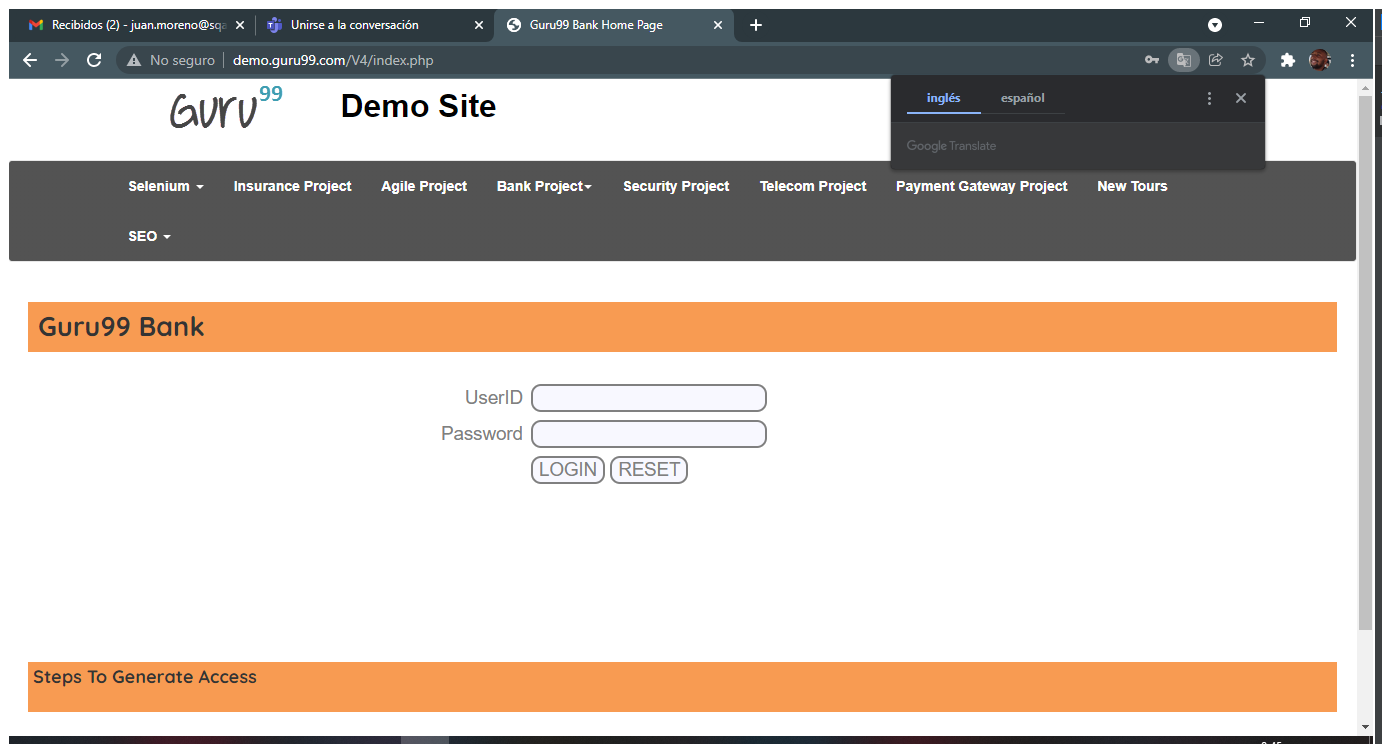 Recibidos (2) - juan.moreno@sqa
Unirse a la conversación
Guru99 Bank Home Page
No seguro
demo.guru99.com/V4/index.php
inglés español
Google Translate
Guru99
Demo Site
Selenium Insurance Project Agile Project Bank Project Security Project Telecom Project Payment Gateway Project New Tours
SEO
Guru99 Bank
UserID
Password
LOGIN RESET
Steps To Generate Access